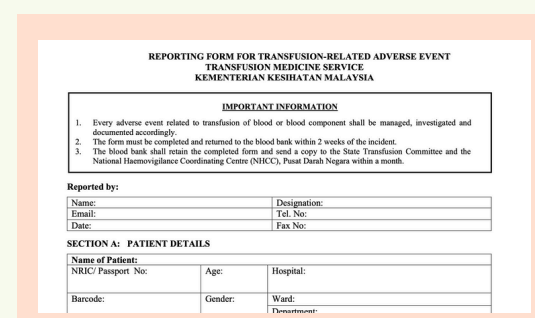 REPORTING FORM FOR TRANSFUSION-RELATED ADVERSE EVENT
TRANSFUSION MEDICINE SERVICE
KEMENTERIAN KESIHATAN MALAYSIA
IMPORTANT INFORMATION
1. Every adverse event related to transfusion of blood or blood component shall be managed, investigated and
documented accordingly.
2. The form must be completed and returned to the blood bank within 2 weeks of the incident.
3. The blood bank shall retain the completed form and send a copy to the State Transfusion Committee and the
National Haemovigilance Coordinating Centre (NHCC), Pusat Darah Negara within a month.
Reported by:
Name: Designation:
Email: Tel. No:
Date: Fax No:
SECTION A: PATIENT DETAILS
Name of Patient:
NRIC/ Passport No: Age: Hospital:
Barcode: Gender: Ward:
Department: